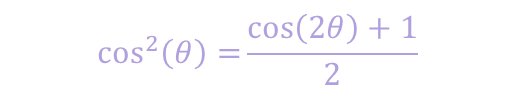 cos²(θ) = (cos(2θ) + 1)/2